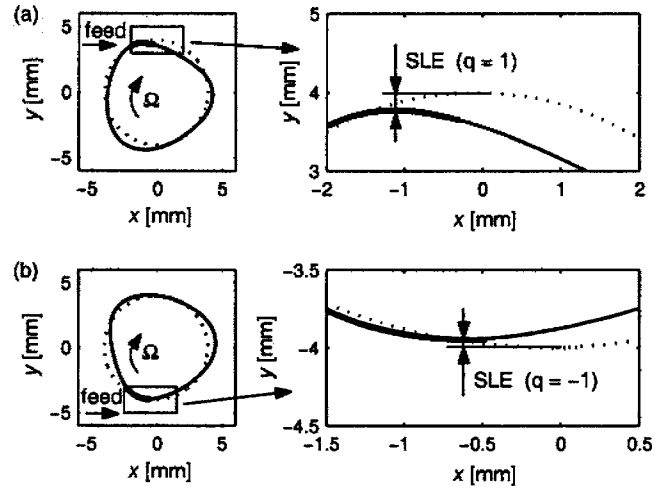 (a)
5
feed
Ω
0
-5
y [mm]
-5 0 5
x [mm]
5
SLE (q = 1)
4
3
y [mm]
-2 -1 0 1 2
x [mm]
(b)
5
Ω
0
feed
-5
y [mm]
-5 0 5
x [mm]
-3.5
-4
SLE (q = -1)
-4.5
y [mm]
-1.5 -1 -0.5 0 0.5
x [mm]